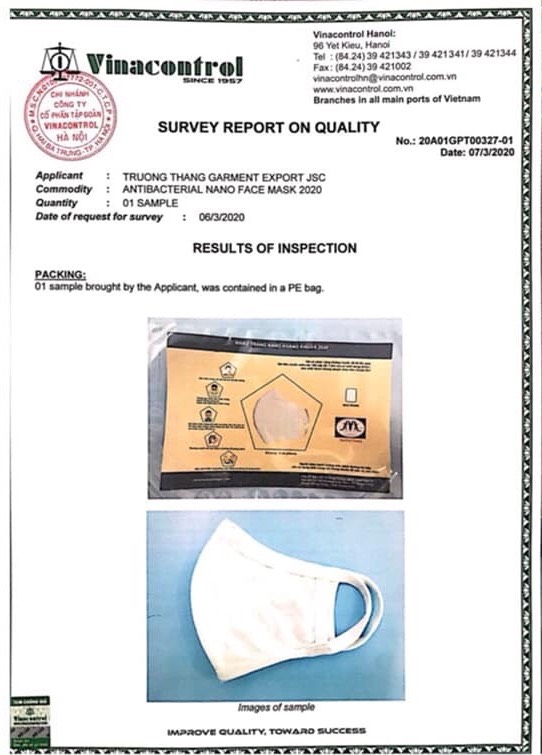 Vinacontrol Hanoi:
96 Yet Kieu, Hanoi
Tel : (84.24) 39 421343 / 39 421341/ 39 421344
Fax : (84.24) 39 421002
vinacontrolhn@vinacontrol.com.vn
www.vinacontrol.com.vn
Branches in all main ports of Vietnam
Vinacontrol
SINCE 1957
CHI NHÁNH
CÔNG TY
CỔ PHẦN TẬP ĐOÀN
VINACONTROL
HÀ NỘI
Q.HAI BÀ TRƯNG-TP.HÀ NỘI
SURVEY REPORT ON QUALITY
No.: 20A01GPT00327-01
Date: 07/3/2020
Applicant : TRUONG THANG GARMENT EXPORT JSC
Commodity : ANTIBACTERIAL NANO FACE MASK 2020
Quantity : 01 SAMPLE
Date of request for survey : 06/3/2020
RESULTS OF INSPECTION
PACKING:
01 sample brought by the Applicant, was contained in a PE bag.
Images of sample
Vinacontrol
IMPROVE QUALITY, TOWARD SUCCESS